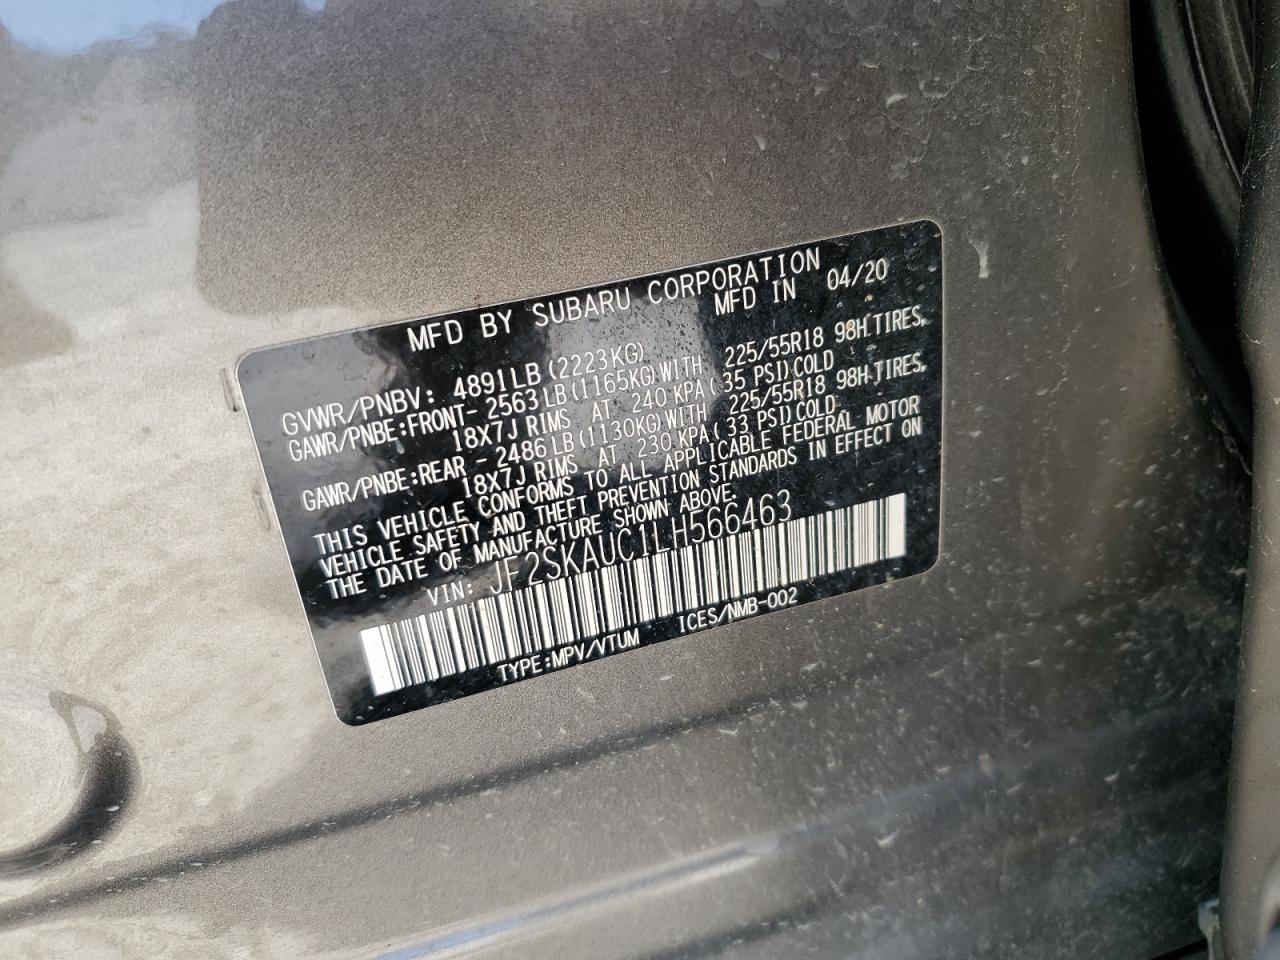 MFD BY SUBARU CORPORATION
MFD IN 04/20
GVWR/PNBV: 4891LB(2223KG)
GAWR/PNBE:FRONT- 2563LB(1165KG)WITH 225/55R18 98H TIRES,
18X7J RIMS AT 240 KPA( 35 PSI)COLD
GAWR/PNBE:REAR - 2486LB(1130KG)WITH 225/55R18 98H TIRES,
18X7J RIMS AT 230 KPA( 33 PSI)COLD.
THIS VEHICLE CONFORMS TO ALL APPLICABLE FEDERAL MOTOR
VEHICLE SAFETY AND THEFT PREVENTION STANDARDS IN EFFECT ON
THE DATE OF MANUFACTURE SHOWN ABOVE.
VIN: JF2SKAUC1LH566463
TYPE:MPV/VTUM ICES/NMB-002